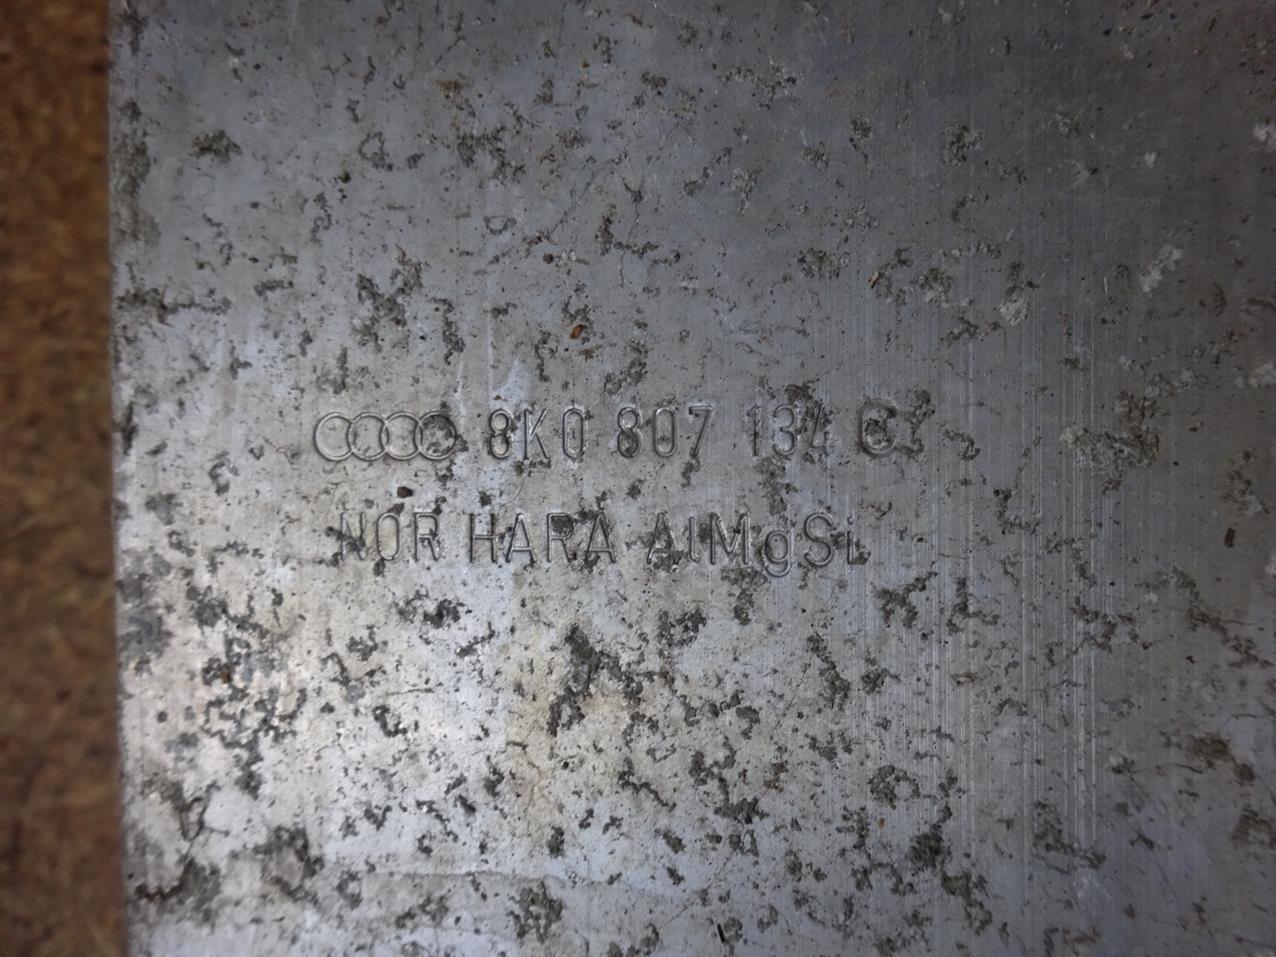 8K0 807 134 C
NOR HARA AlMgSi